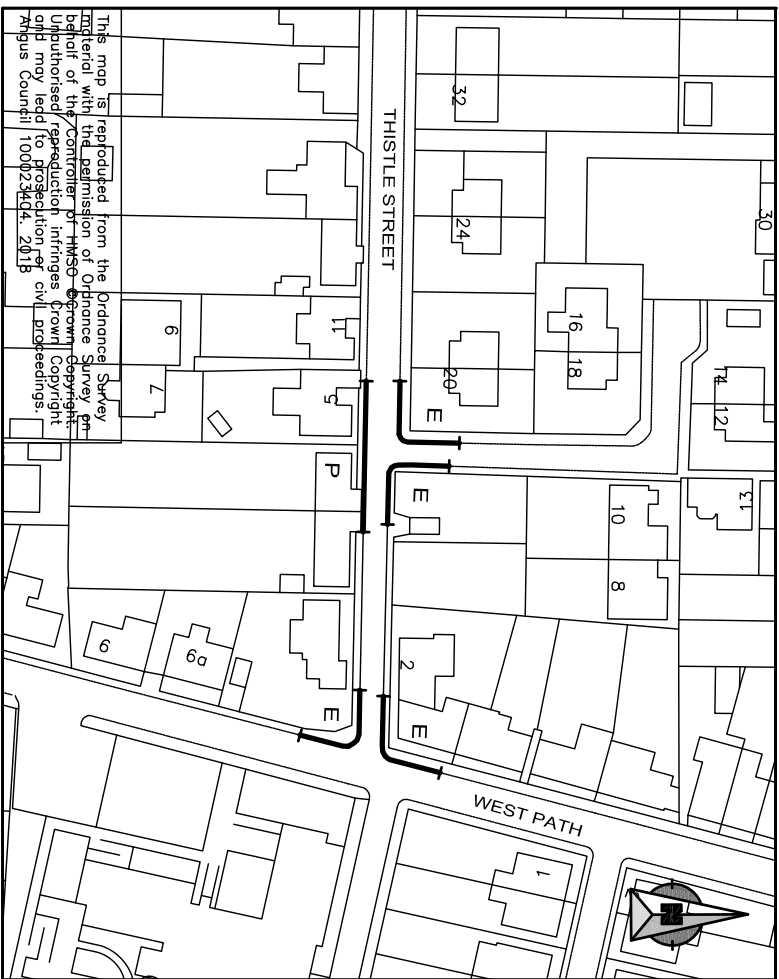 This map is reproduced from the Ordnance Survey
material with the permission of Ordnance Survey on
behalf of the Controller of HMSO ©Crown Copyright.
Unauthorised reproduction infringes Crown Copyright
and may lead to prosecution or civil proceedings.
Angus Council 100023404. 2018
THISTLE STREET
32
30
24
16
18
20
14
12
11
9
7
5
E
P
E
13
10
8
2
6
6a
E
E
WEST PATH
1